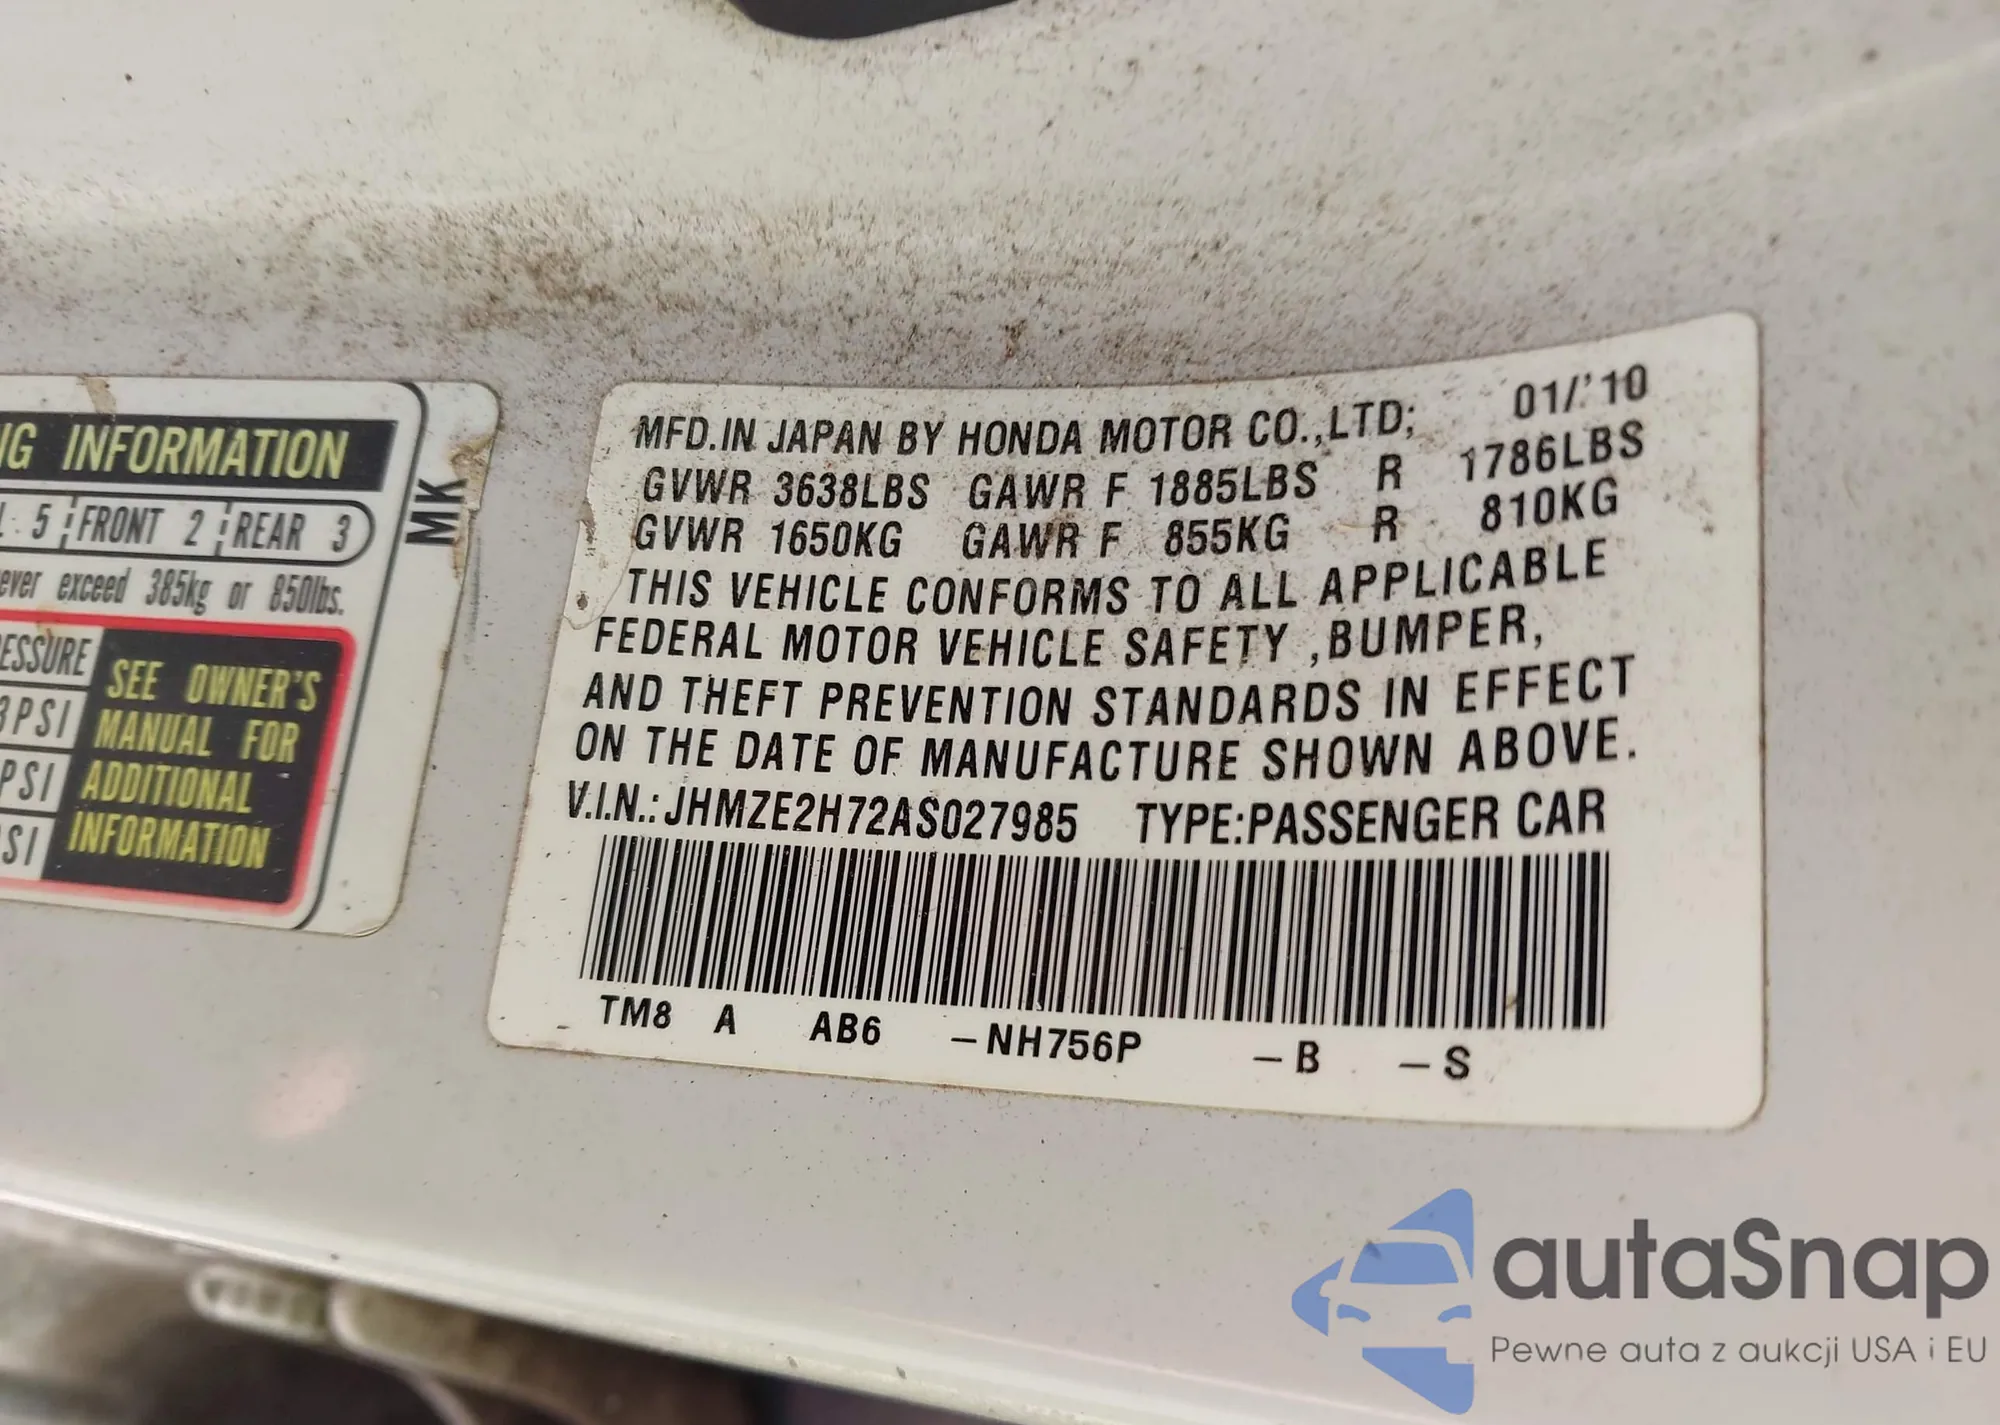 NG INFORMATION
5 FRONT 2 REAR 3
exceed 385kg or 850lbs.
SEE OWNER'S
MANUAL FOR
ADDITIONAL
INFORMATION
PSI
PSI
MK
MFD.IN JAPAN BY HONDA MOTOR CO.,LTD; 01/'10
GVWR 3638LBS GAWR F 1885LBS R 1786LBS
GVWR 1650KG GAWR F 855KG R 810KG
THIS VEHICLE CONFORMS TO ALL APPLICABLE
FEDERAL MOTOR VEHICLE SAFETY ,BUMPER,
AND THEFT PREVENTION STANDARDS IN EFFECT
ON THE DATE OF MANUFACTURE SHOWN ABOVE.
V.I.N.: JHMZE2H72AS027985 TYPE:PASSENGER CAR
TM8 A AB6 -NH756P -B -S
autaSnap
Pewne auta z aukcji USA i EU